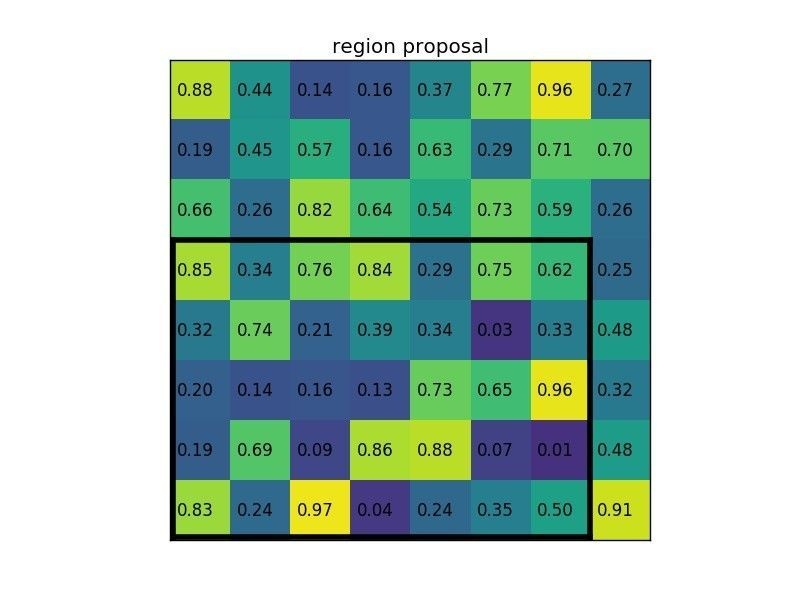 region proposal
0.88 0.44 0.14 0.16 0.37 0.77 0.96 0.27
0.19 0.45 0.57 0.16 0.63 0.29 0.71 0.70
0.66 0.26 0.82 0.64 0.54 0.73 0.59 0.26
0.85 0.34 0.76 0.84 0.29 0.75 0.62 0.25
0.32 0.74 0.21 0.39 0.34 0.03 0.33 0.48
0.20 0.14 0.16 0.13 0.73 0.65 0.96 0.32
0.19 0.69 0.09 0.86 0.88 0.07 0.01 0.48
0.83 0.24 0.97 0.04 0.24 0.35 0.50 0.91